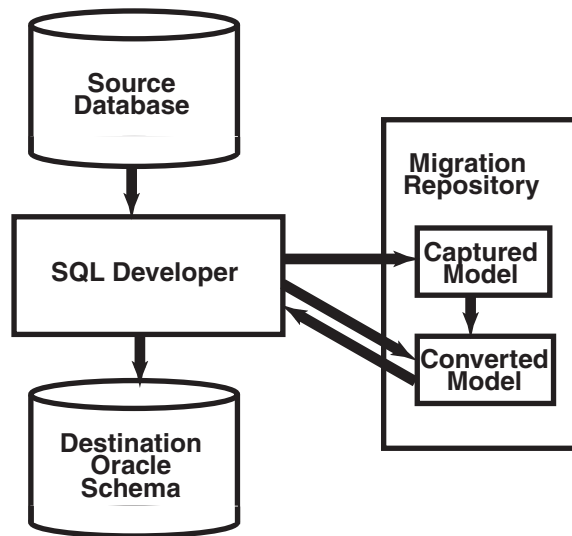 Source
Database
Migration
Repository
SQL Developer
Captured
Model
Converted
Model
Destination
Oracle
Schema